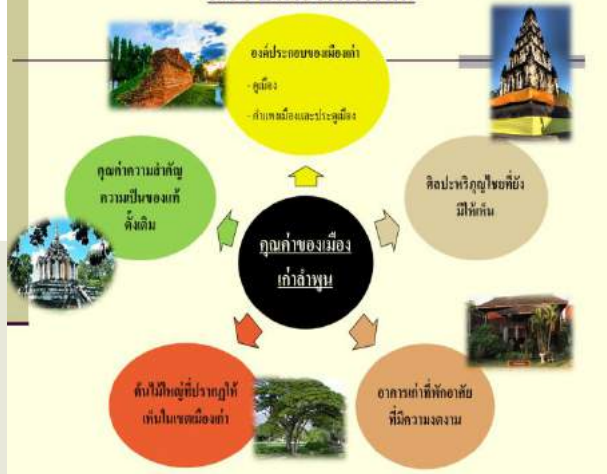 องค์ประกอบของเมืองเก่า
- คูเมือง
- กำแพงเมืองและประตูเมือง
คุณค่าความสำคัญ
ความเป็นของแท้
ดั้งเดิม
ศิลปะหริภุญไชยที่ยัง
มีให้เห็น
คุณค่าของเมือง
เก่าลำพูน
ต้นไม้ใหญ่ที่ปรากฏให้
เห็นในเขตเมืองเก่า
อาคารเก่าที่พักอาศัย
ที่มีความงดงาม